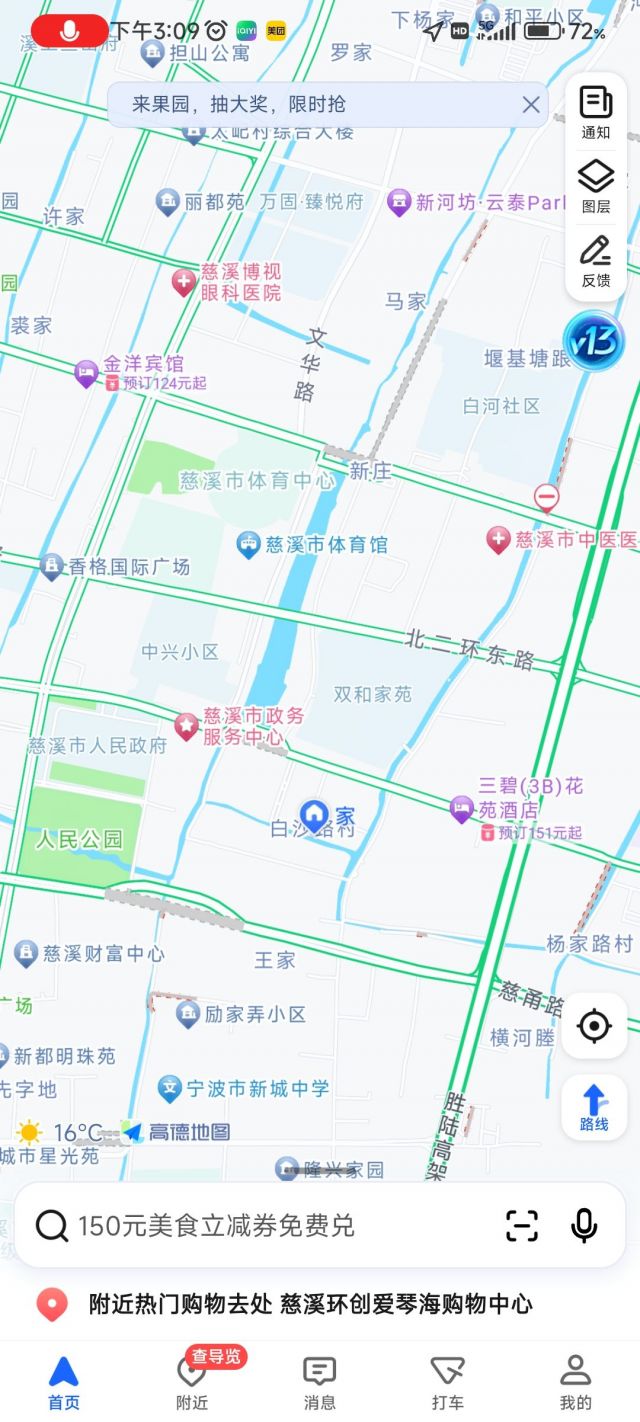 下午3:09
iQIYI
美团
HD
5G
72%
下杨家
和平小区
担山公寓
罗家
来果园，抽大奖，限时抢
通知
图层
反馈
v13
园
许家
丽都苑
万固·臻悦府
新河坊·云泰Park
慈溪博视
眼科医院
园
马家
裘家
文华路
金洋宾馆
预订124元起
堰基塘跟
白河社区
新庄
慈溪市体育中心
慈溪市体育馆
慈溪市中医医
香格国际广场
北二环东路
中兴小区
双和家苑
慈溪市政务
服务中心
慈溪市人民政府
三碧(3B)花
苑酒店
预订151元起
家
人民公园
杨家路村
慈溪财富中心
王家
广场
慈甬路
励家弄小区
横河塍
新都明珠苑
先字地
宁波市新城中学
路线
16°C
高德地图
胜陆高架
城市星光苑
隆兴家园
150元美食立减券免费兑
附近热门购物去处 慈溪环创爱琴海购物中心
查导览
首页
附近
消息
打车
我的